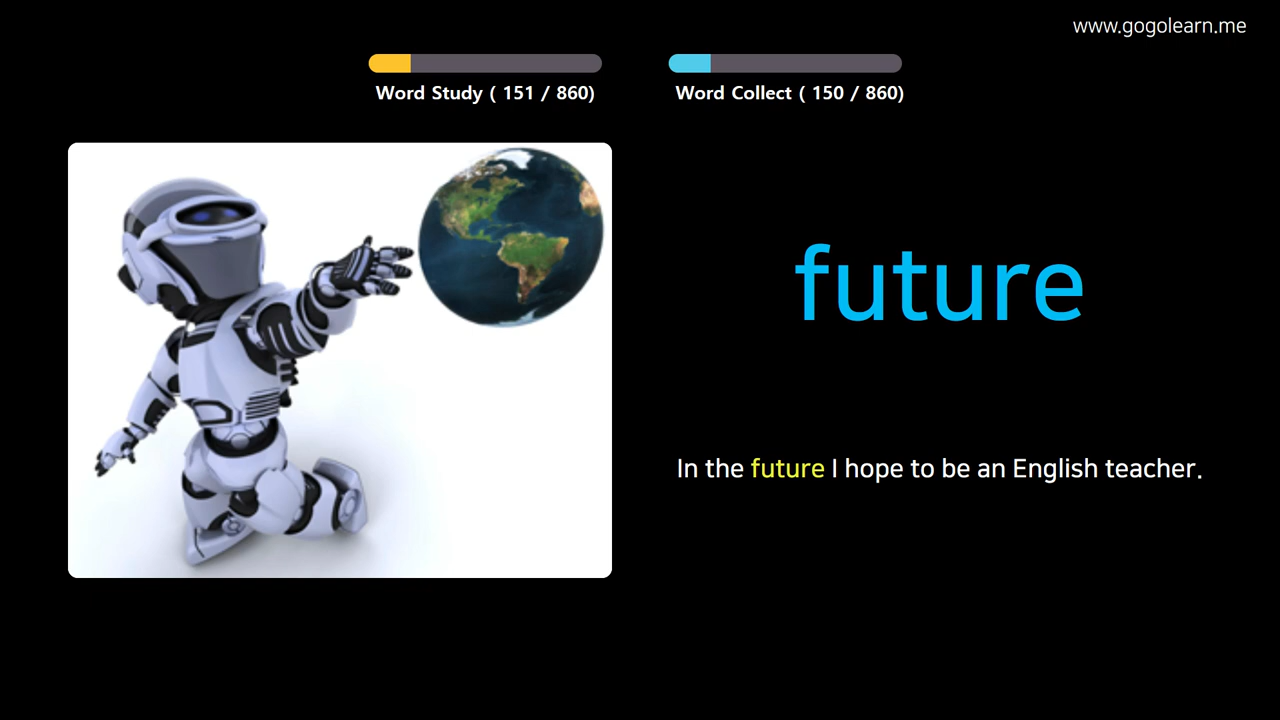 www.gogolearn.me
Word Study ( 151 / 860)
Word Collect ( 150 / 860)
future
In the future I hope to be an English teacher.